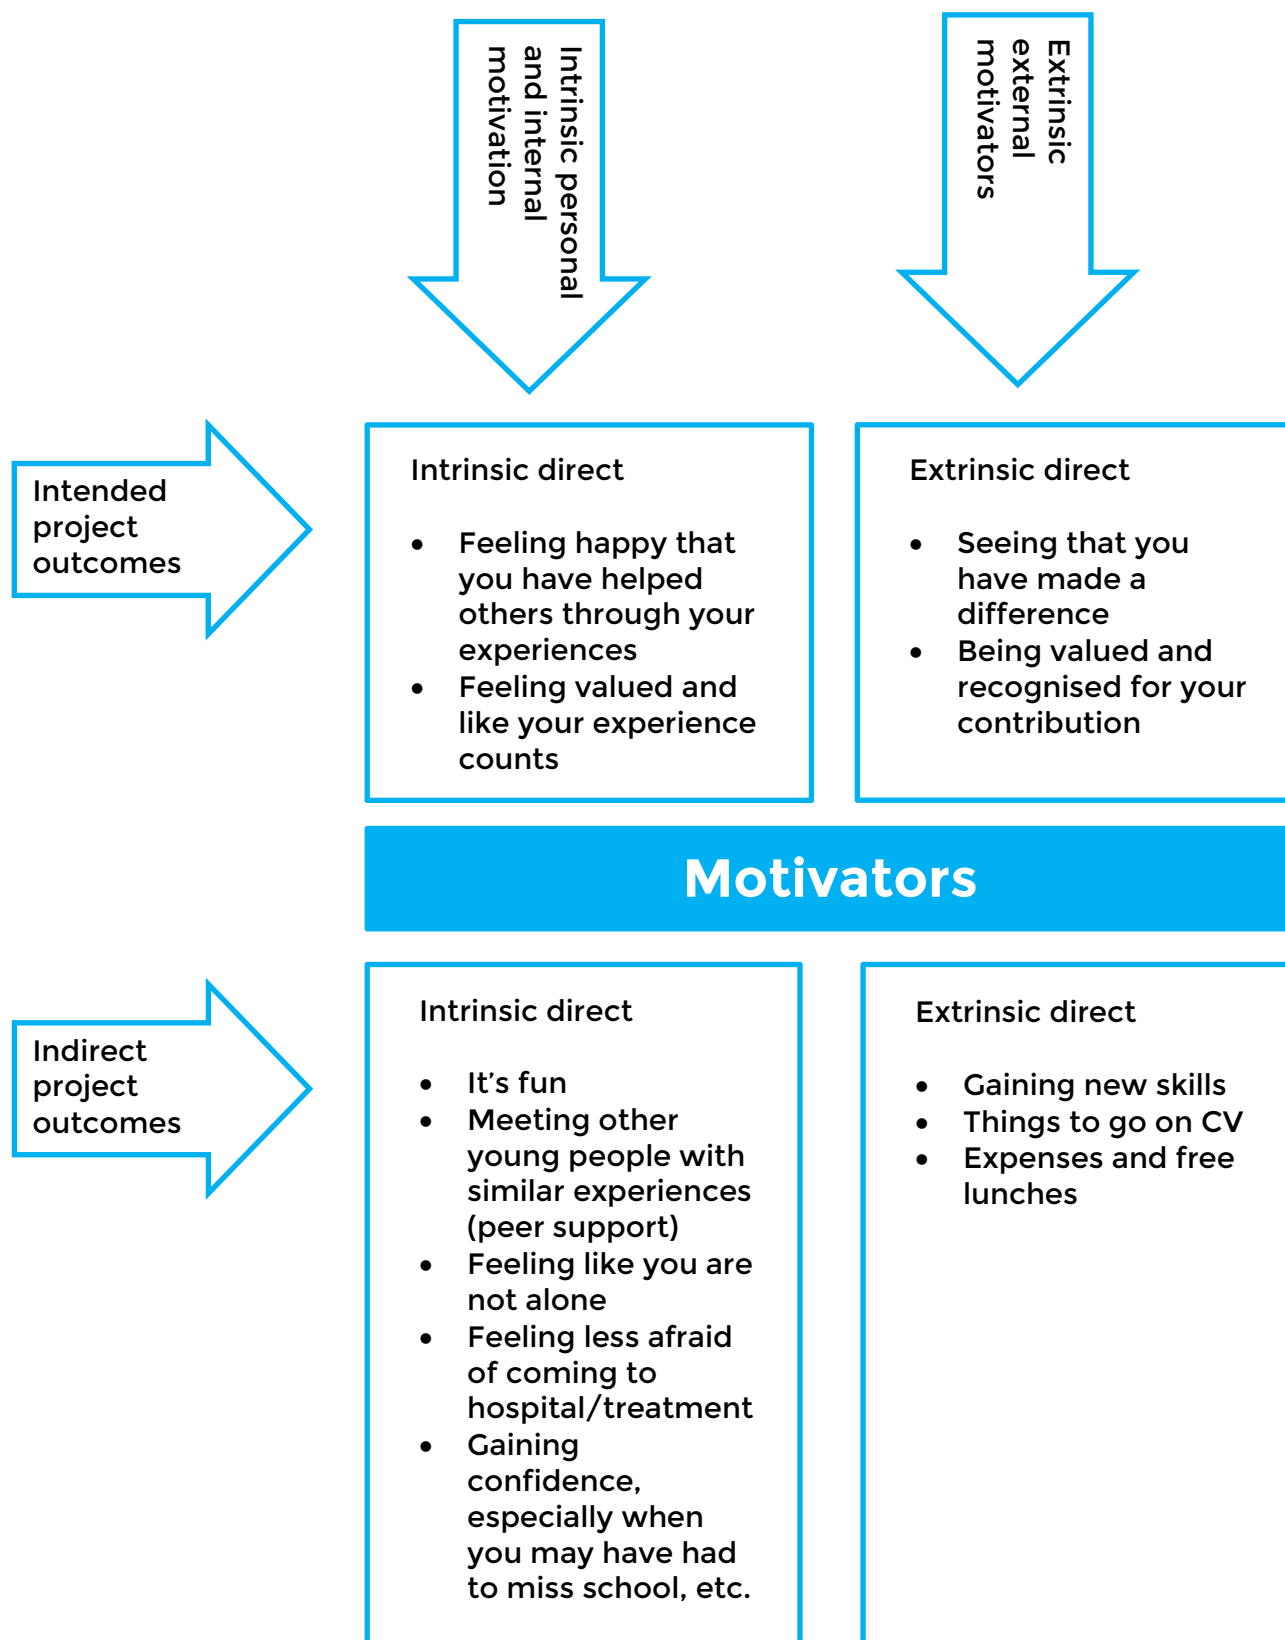 Intrinsic personal
and internal
motivation
Extrinsic
external
motivators
Intended
project
outcomes
Intrinsic direct
• Feeling happy that
you have helped
others through your
experiences
• Feeling valued and
like your experience
counts
Extrinsic direct
• Seeing that you
have made a
difference
• Being valued and
recognised for your
contribution
Motivators
Indirect
project
outcomes
Intrinsic direct
• It’s fun
• Meeting other
young people with
similar experiences
(peer support)
• Feeling like you are
not alone
• Feeling less afraid
of coming to
hospital/treatment
• Gaining
confidence,
especially when
you may have had
to miss school, etc.
Extrinsic direct
• Gaining new skills
• Things to go on CV
• Expenses and free
lunches